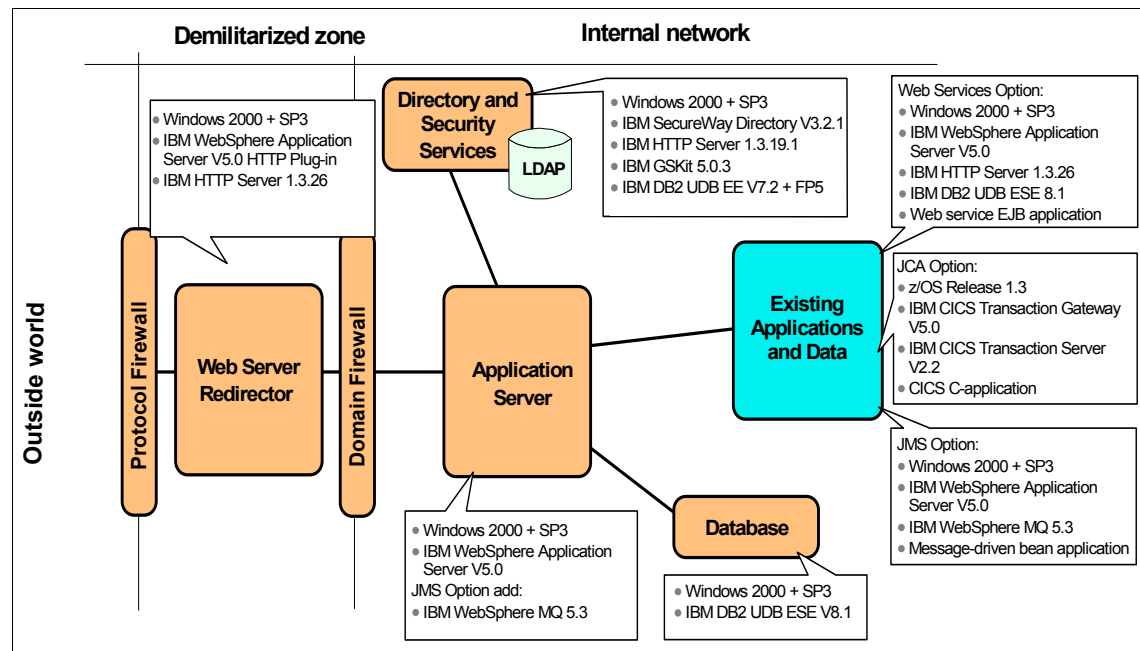 Demilitarized zone
Internal network
Outside world
Protocol Firewall
• Windows 2000 + SP3
• IBM WebSphere Application
Server V5.0 HTTP Plug-in
• IBM HTTP Server 1.3.26
Web Server
Redirector
Domain Firewall
Directory and
Security
Services
LDAP
• Windows 2000 + SP3
• IBM SecureWay Directory V3.2.1
• IBM HTTP Server 1.3.19.1
• IBM GSKit 5.0.3
• IBM DB2 UDB EE V7.2 + FP5
Application
Server
• Windows 2000 + SP3
• IBM WebSphere Application
Server V5.0
JMS Option add:
• IBM WebSphere MQ 5.3
Existing
Applications
and Data
Web Services Option:
• Windows 2000 + SP3
• IBM WebSphere Application
Server V5.0
• IBM HTTP Server 1.3.26
• IBM DB2 UDB ESE 8.1
• Web service EJB application
JCA Option:
• z/OS Release 1.3
• IBM CICS Transaction Gateway
V5.0
• IBM CICS Transaction Server
V2.2
• CICS C-application
JMS Option:
• Windows 2000 + SP3
• IBM WebSphere Application
Server V5.0
• IBM WebSphere MQ 5.3
• Message-driven bean application
Database
• Windows 2000 + SP3
• IBM DB2 UDB ESE V8.1